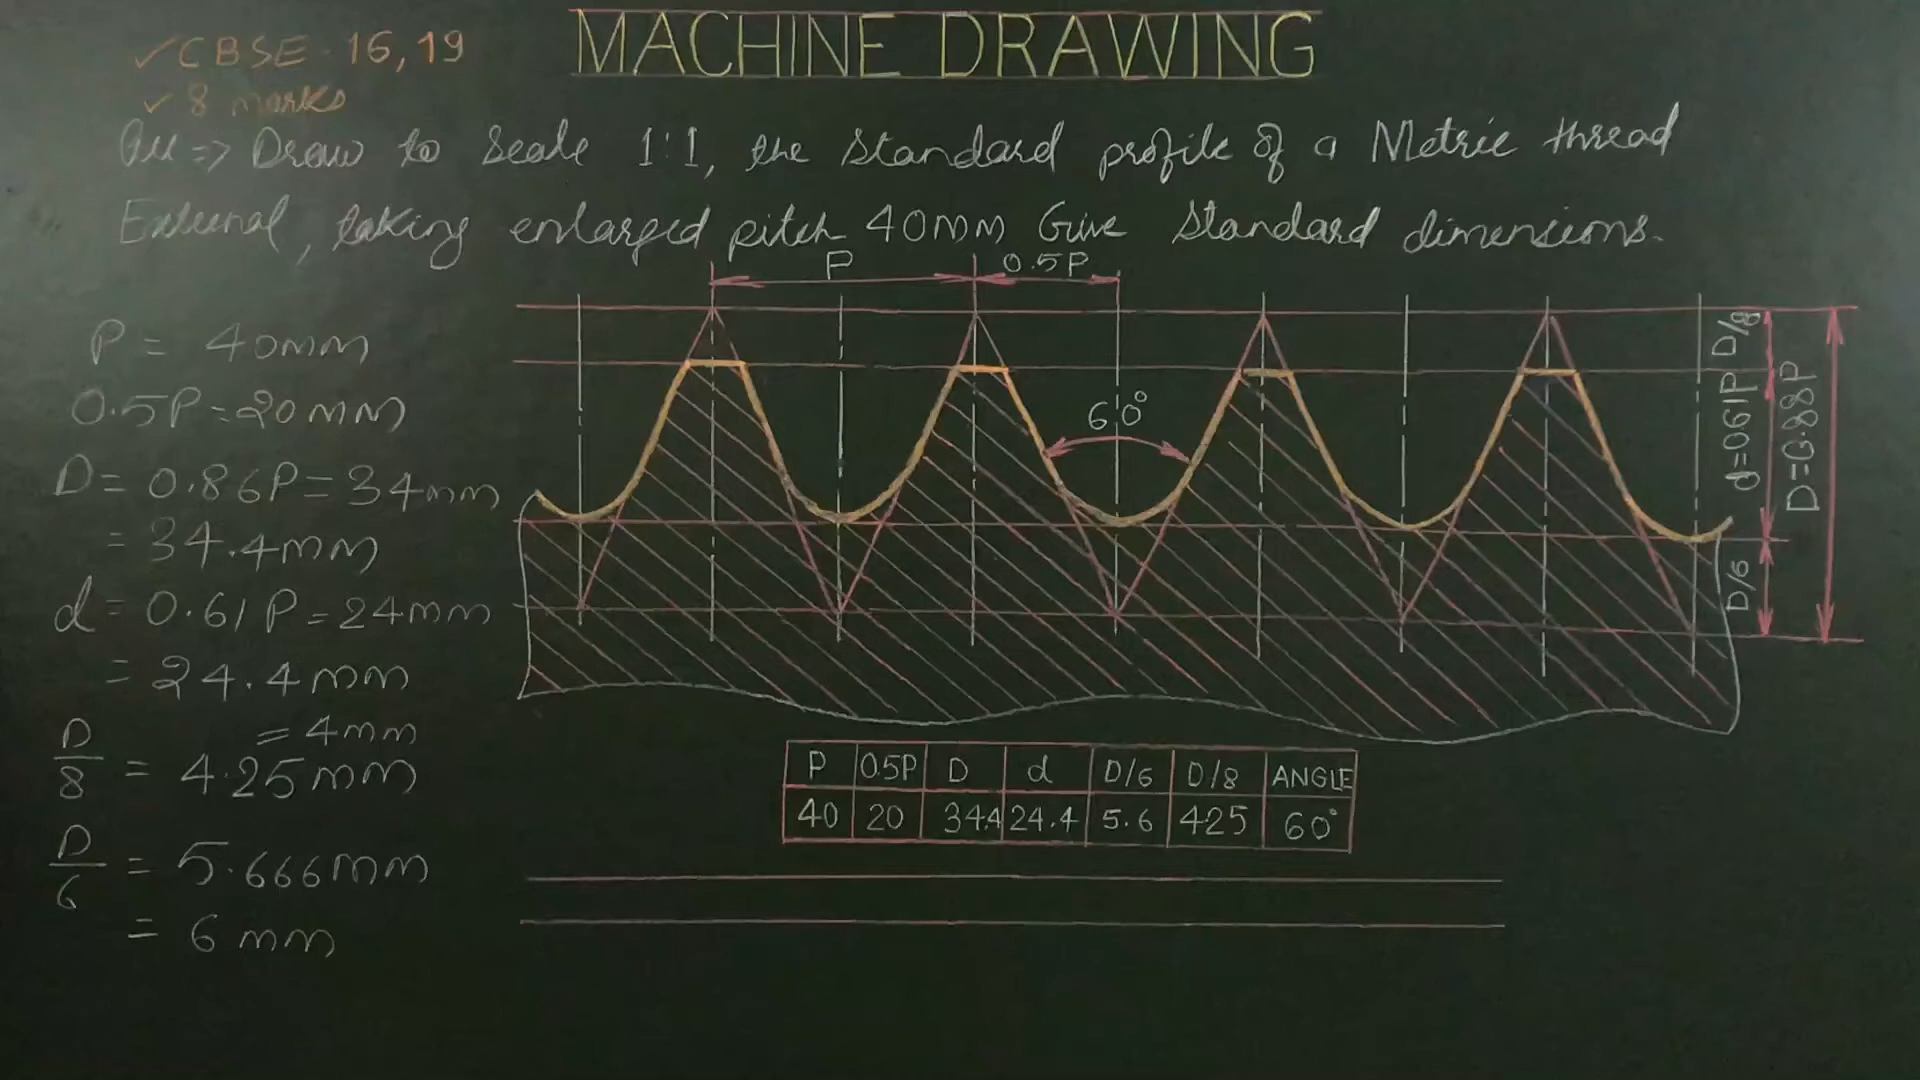 ✓CBSE-16,19
MACHINE DRAWING
✓8 marks
Qu=> Draw to Scale 1:1, the standard profile of a Metric thread
External, taking enlarged pitch 40mm Give Standard dimensions.
P
0.5P
P = 40mm
0.5P=20mm
D= 0.86P=34mm
= 34.4mm
d= 0.61P=24mm
= 24.4mm
= 4mm
D/8 = 4.25mm
D/6 = 5.666mm
= 6 mm
60°
D/8
d=061P
D/6
D=0.88P
P 0.5P D d D/6 D/8 ANGLE
40 20 34.4 24.4 5.6 425 60°